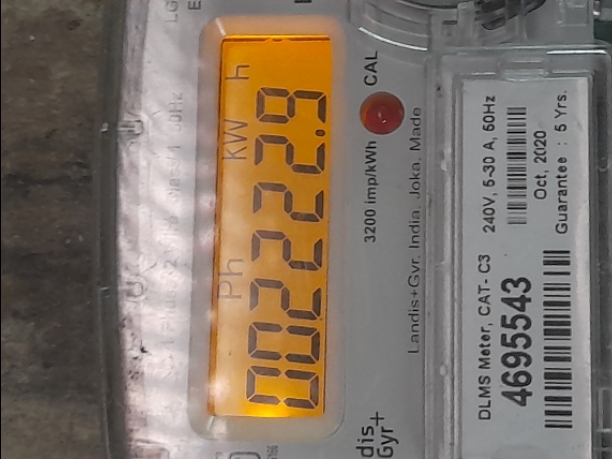 Ph kW h
002222.9
3200 imp/kWh CAL
Landis+Gyr, India, Joka, Made
dis
Gyr+
DLMS Meter, CAT- C3 240V, 5-30 A, 50Hz
4695543
Oct, 2020
Guarantee : 5 Yrs.